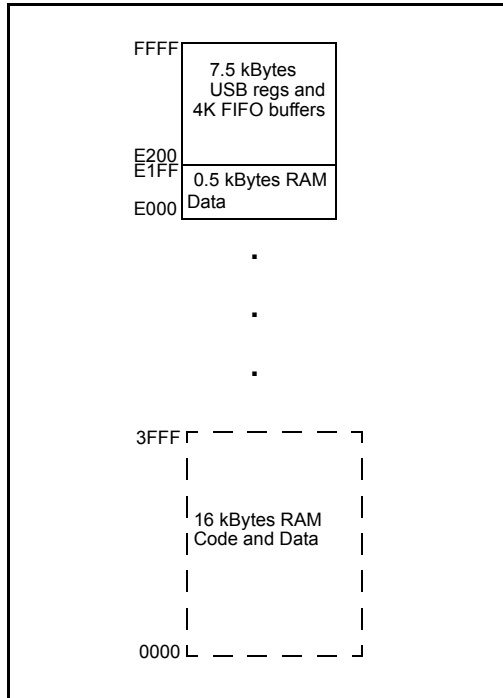 FFFF
7.5 kBytes
USB regs and
4K FIFO buffers
E200
E1FF
0.5 kBytes RAM
Data
E000
.
.
.
3FFF
16 kBytes RAM
Code and Data
0000